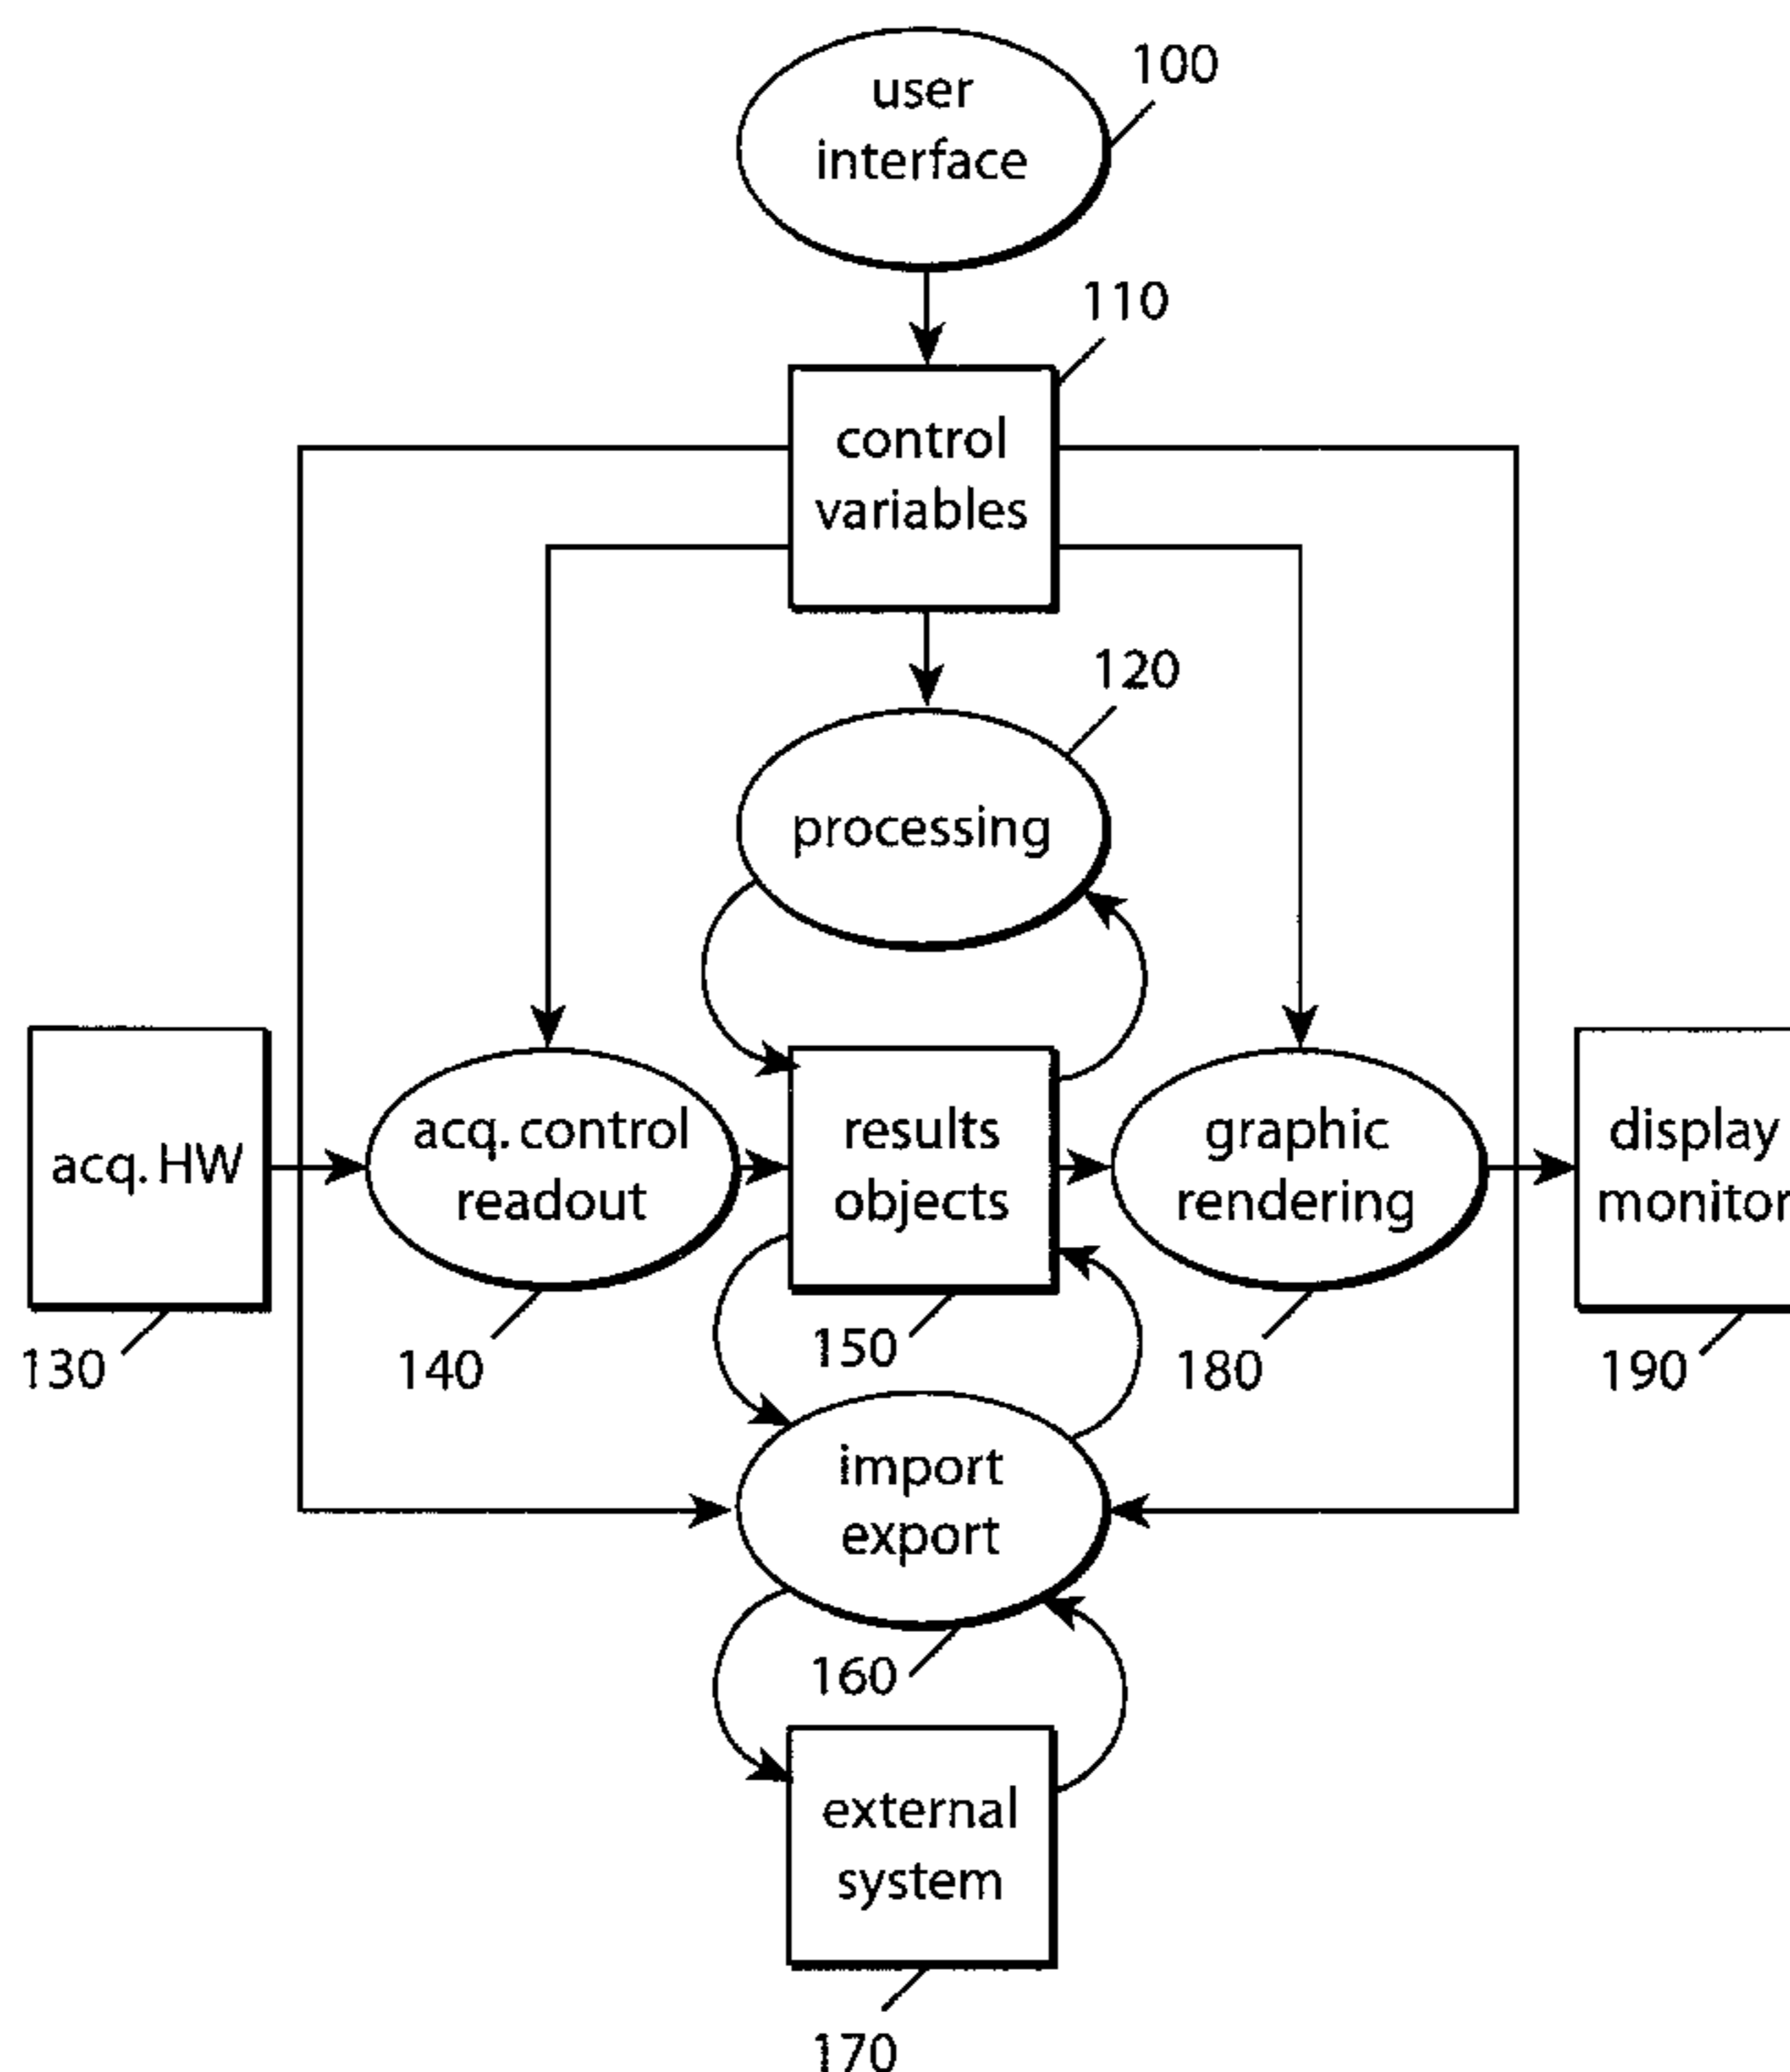 100
user
interface
110
control
variables
120
processing
acq. HW
acq. control
readout
results
objects
graphic
rendering
display
monitor
130
140
150
180
190
import
export
160
external
system
170